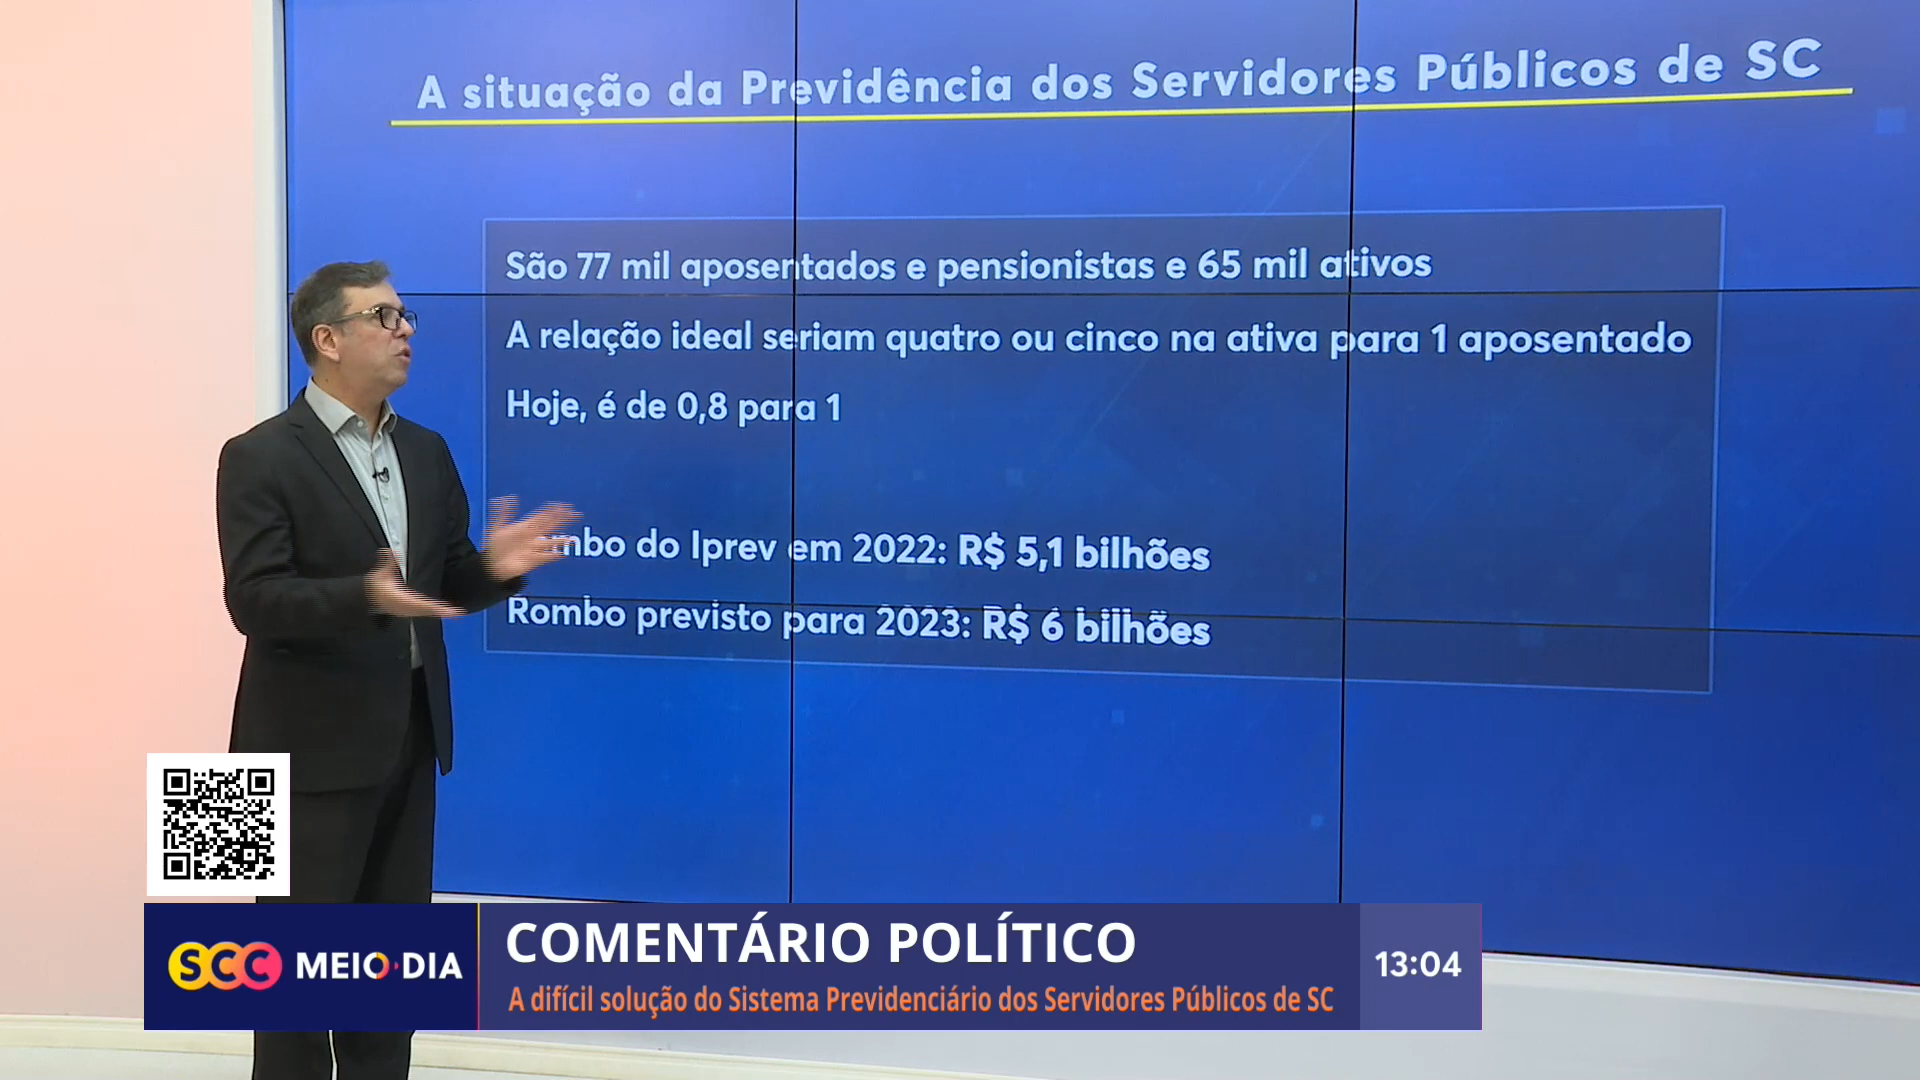 A situação da Previdência dos Servidores Públicos de SC
São 77 mil aposentados e pensionistas e 65 mil ativos
A relação ideal seriam quatro ou cinco na ativa para 1 aposentado
Hoje, é de 0,8 para 1
do Iprev em 2022: R$ 5,1 bilhões
Rombo previsto para 2023: R$ 6 bilhões
SCC MEIO DIA
COMENTÁRIO POLÍTICO
A difícil solução do Sistema Previdenciário dos Servidores Públicos de SC
13:04